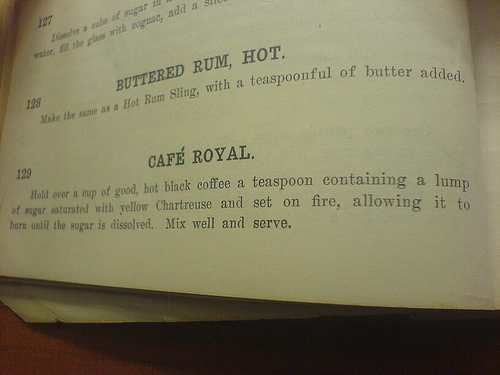 127
Dissolve a cube of sugar in a
water, fill the glass with cognac, add a slice
BUTTERED RUM, HOT.
128
Make the same as a Hot Rum Sling, with a teaspoonful of butter added.
CAFÉ ROYAL.
129
Hold over a cup of good, hot black coffee a teaspoon containing a lump
of sugar saturated with yellow Chartreuse and set on fire, allowing it to
burn until the sugar is dissolved. Mix well and serve.